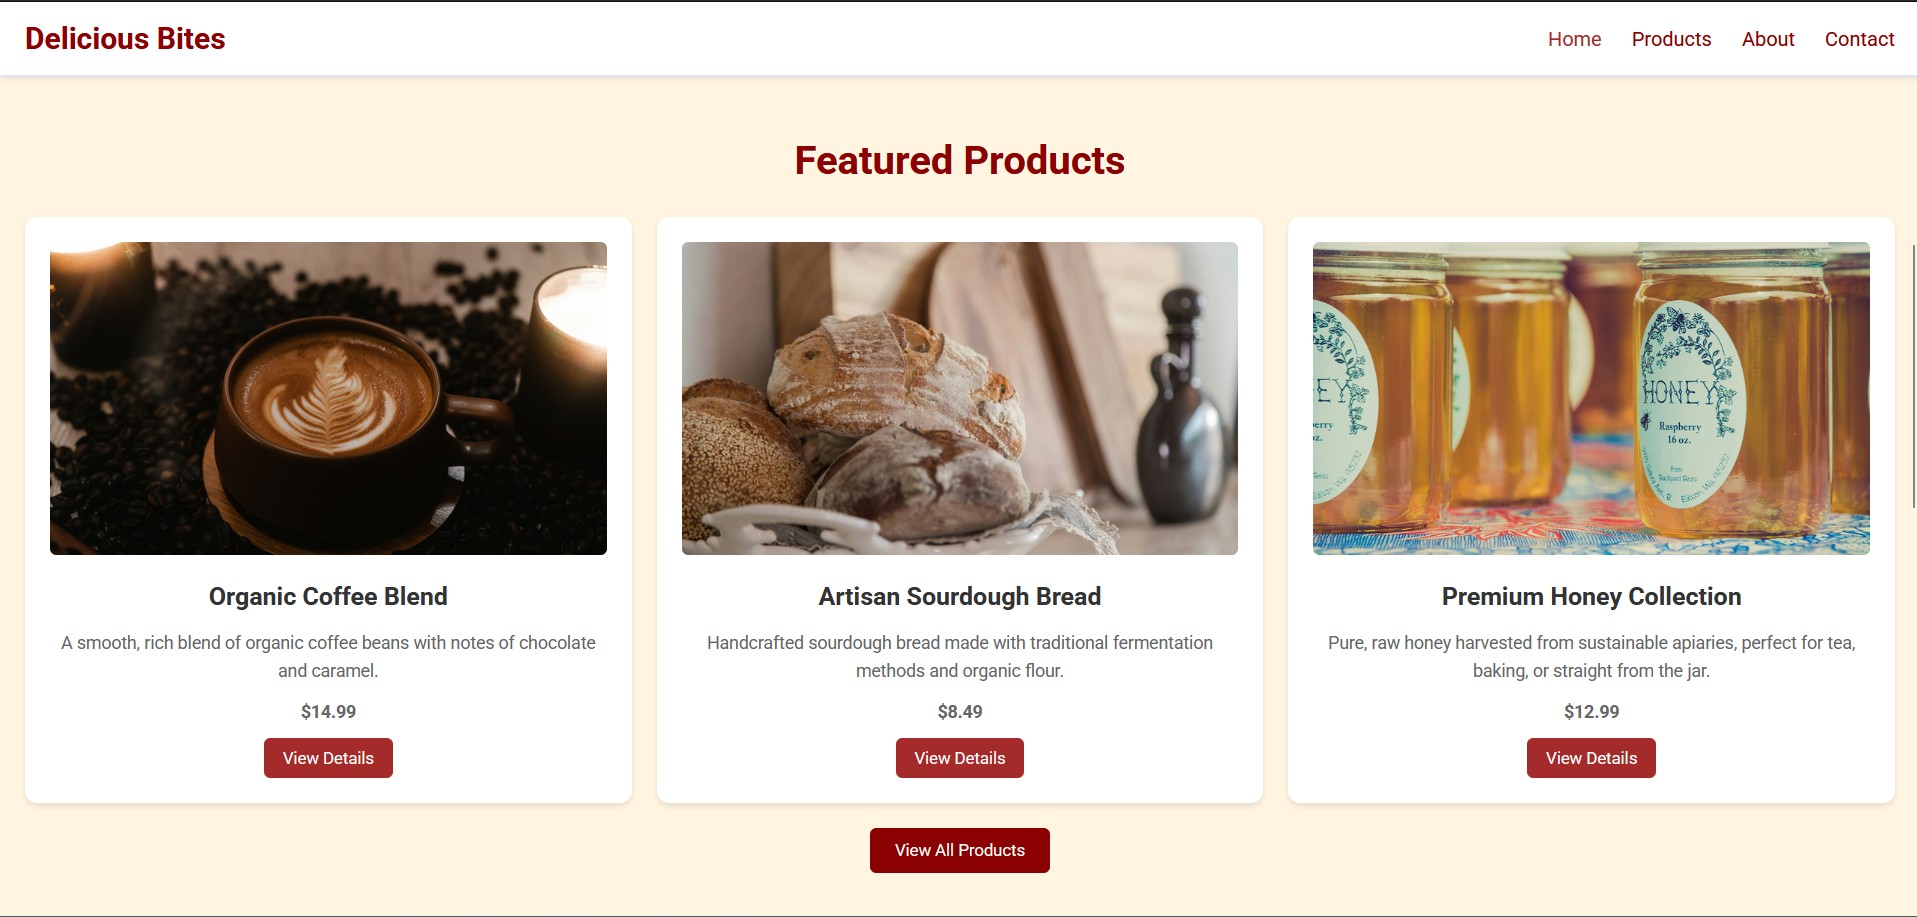 Delicious Bites
Home Products About Contact
Featured Products
HONEY
Raspberry
16 oz.
from
Organic Coffee Blend
A smooth, rich blend of organic coffee beans with notes of chocolate
and caramel.
$14.99
View Details
Artisan Sourdough Bread
Handcrafted sourdough bread made with traditional fermentation
methods and organic flour.
$8.49
View Details
Premium Honey Collection
Pure, raw honey harvested from sustainable apiaries, perfect for tea,
baking, or straight from the jar.
$12.99
View Details
View All Products